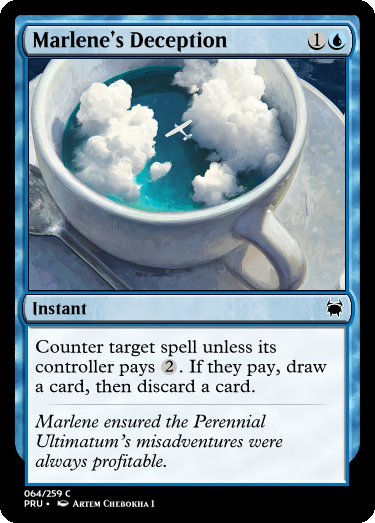 Marlene's Deception 1
Instant
Counter target spell unless its
controller pays 2. If they pay, draw
a card, then discard a card.
Marlene ensured the Perennial
Ultimatum's misadventures were
always profitable.
064/259 C
PRU • Artem Chebokha 1